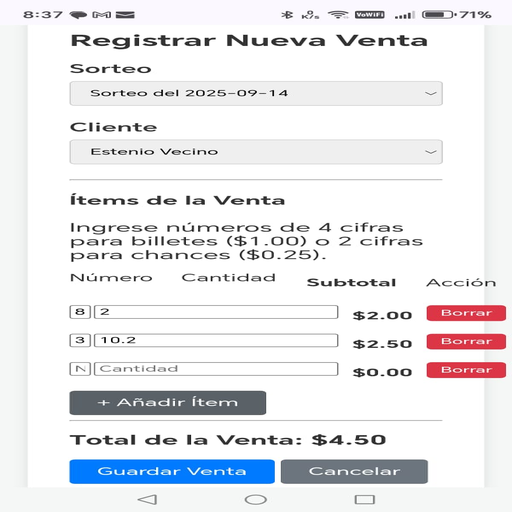 8:37 VoWiFi 71%
Registrar Nueva Venta
Sorteo
Sorteo del 2025-09-14
Cliente
Estenio Vecino
Ítems de la Venta
Ingrese números de 4 cifras
para billetes ($1.00) o 2 cifras
para chances ($0.25).
Número Cantidad Subtotal Acción
8 2 $2.00 Borrar
3 10.2 $2.50 Borrar
N Cantidad $0.00 Borrar
+ Añadir Ítem
Total de la Venta: $4.50
Guardar Venta Cancelar